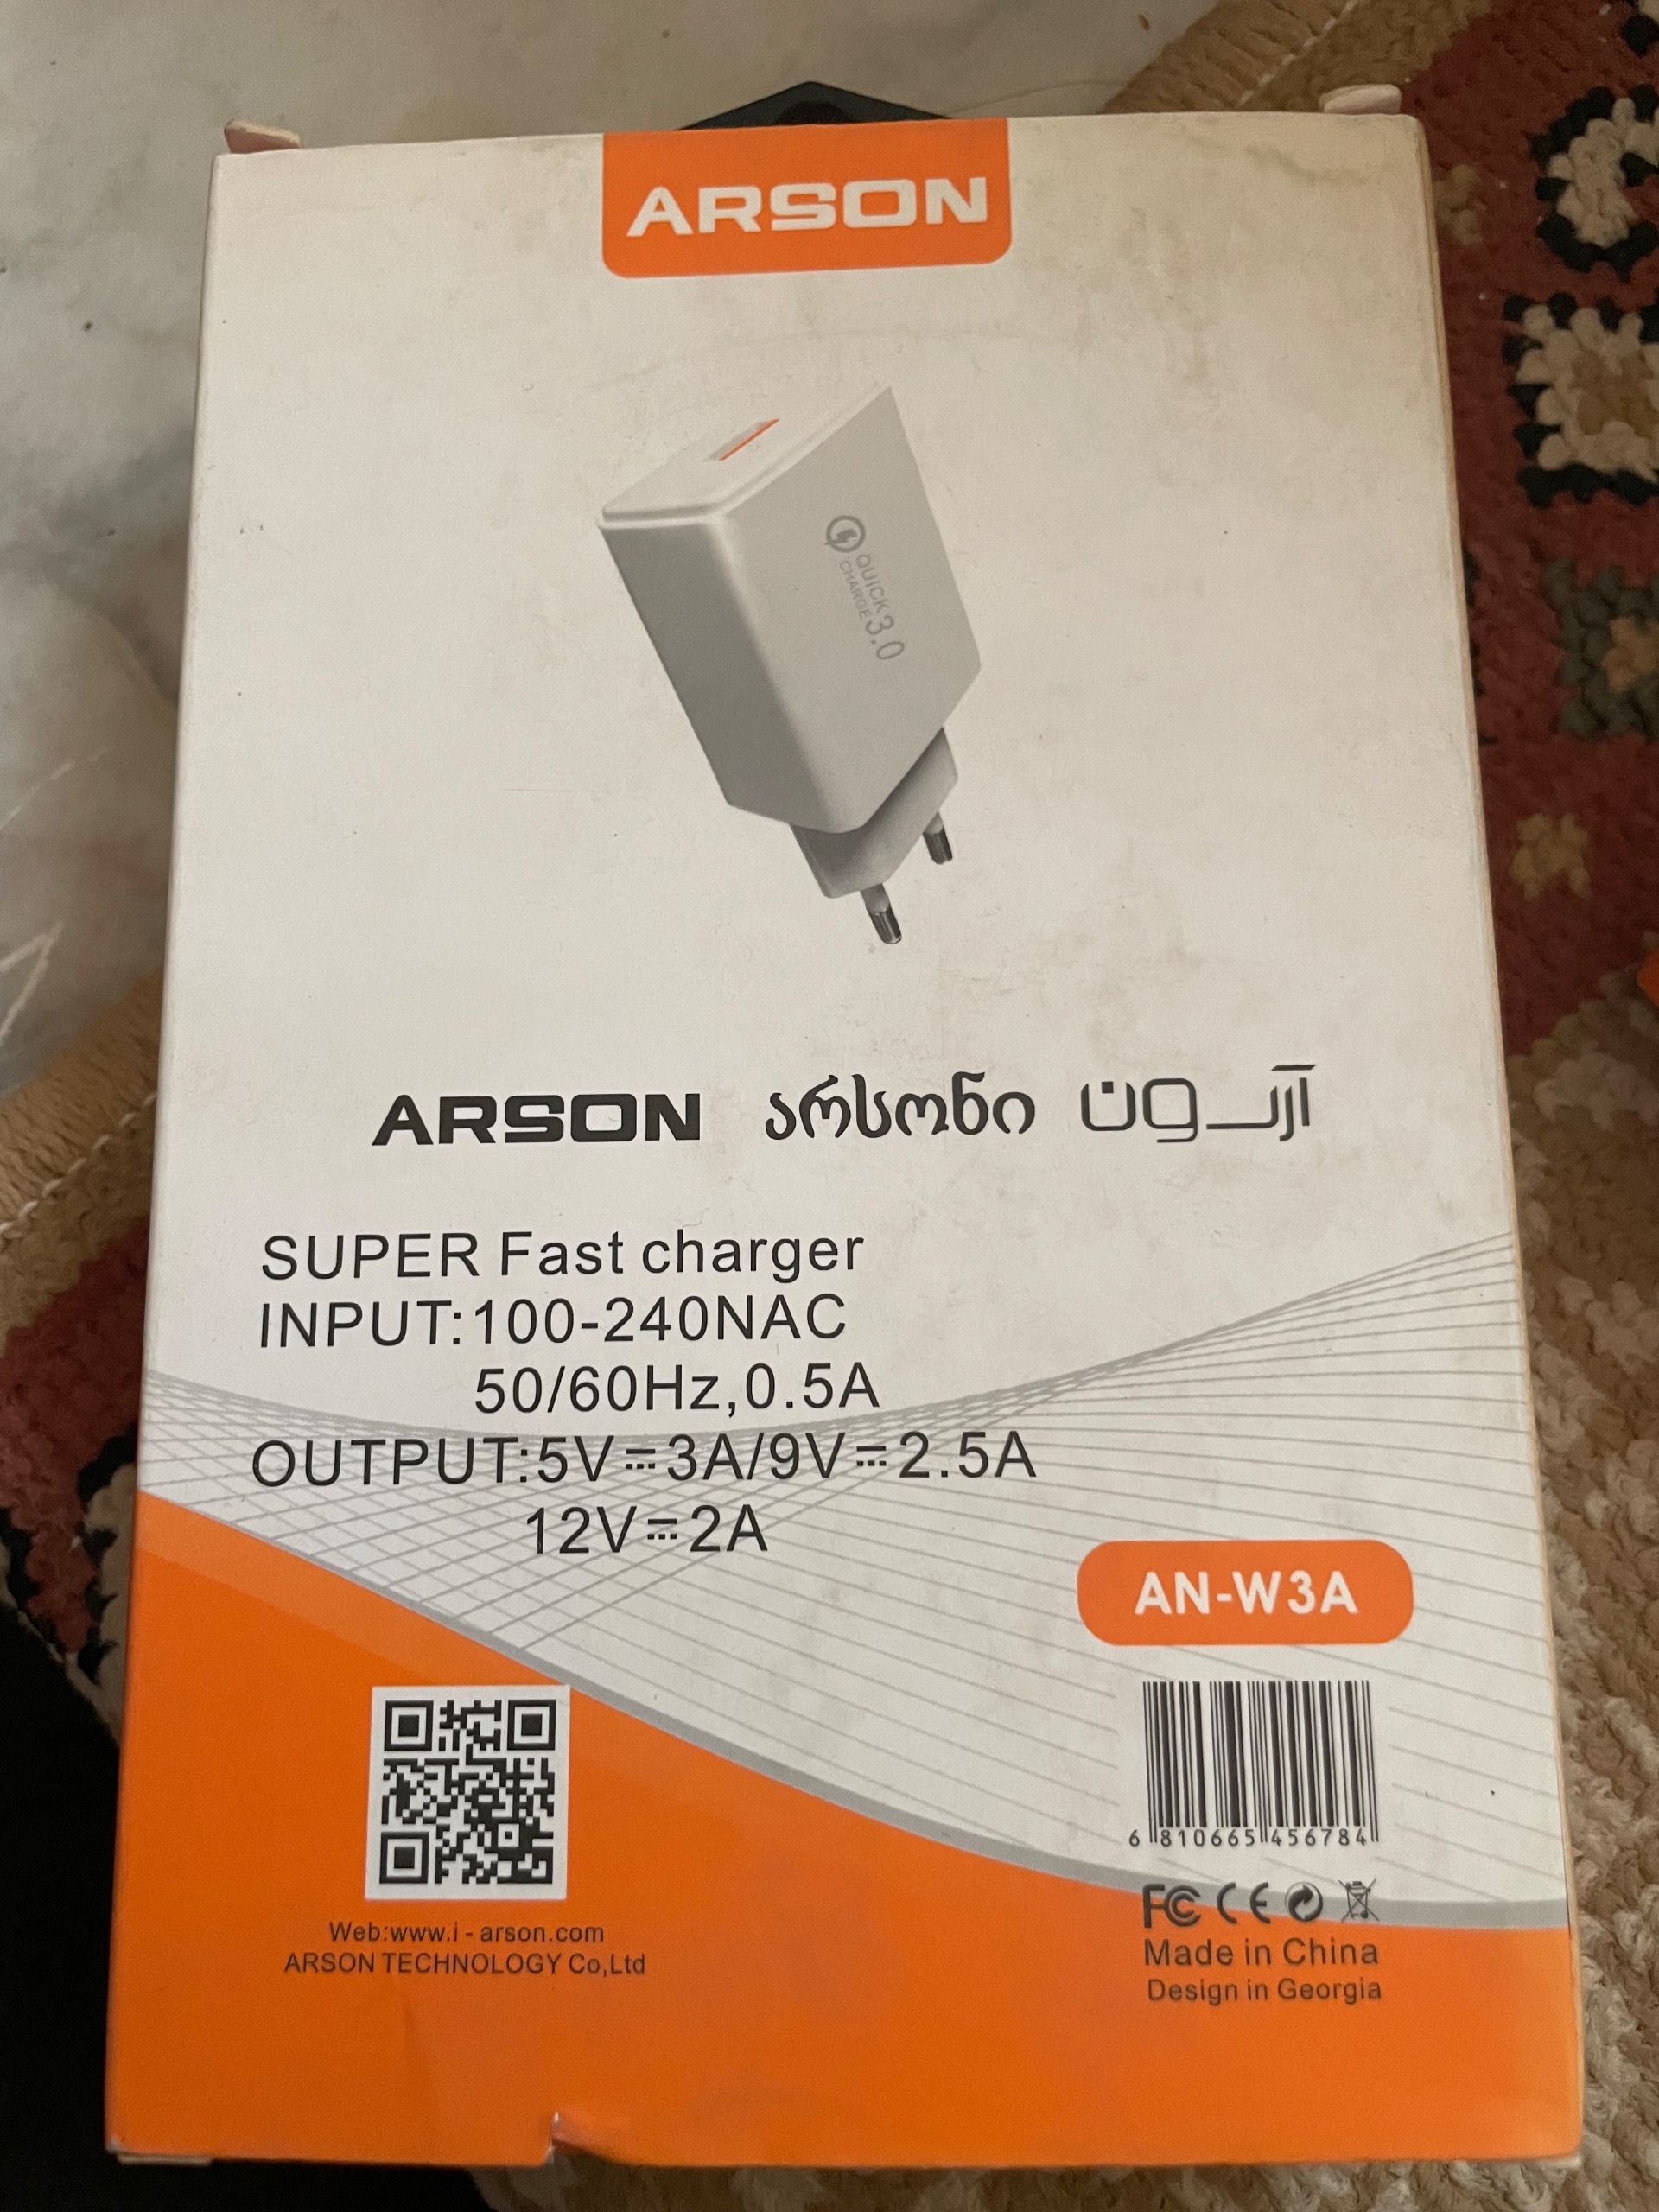 ARSON
QUICK
CHARGE 3.0
ARSON არსონი آرسون
SUPER Fast charger
INPUT:100-240NAC
50/60Hz,0.5A
OUTPUT:5V⎓3A/9V⎓2.5A
12V⎓2A
AN-W3A
6 810665 456784
FC CE
Web:www.i-arson.com
ARSON TECHNOLOGY Co,Ltd
Made in China
Design in Georgia